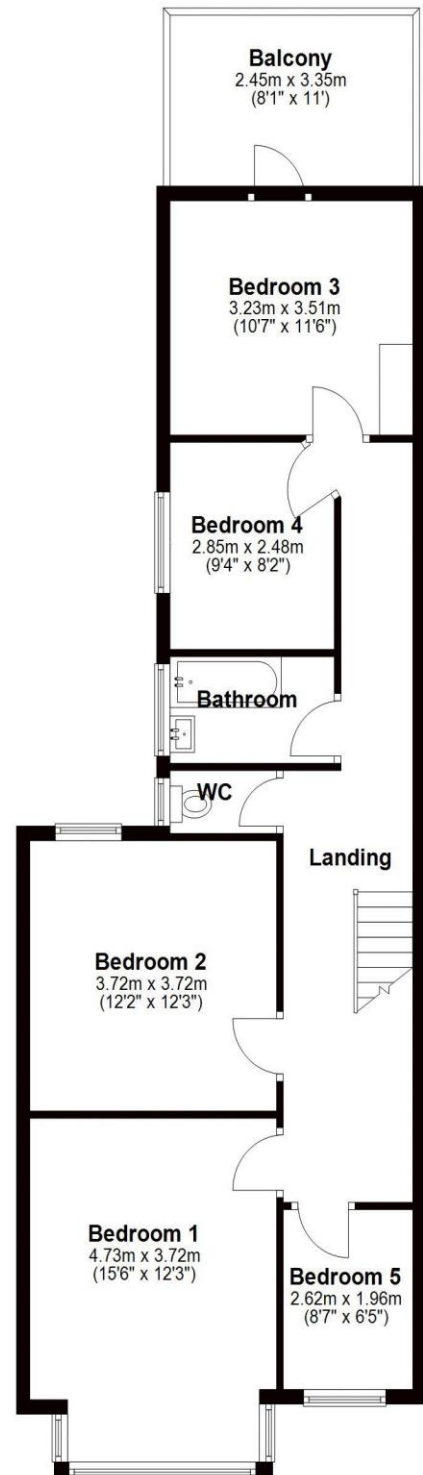 Balcony
2.45m x 3.35m
(8'1" x 11')
Bedroom 3
3.23m x 3.51m
(10'7" x 11'6")
Bedroom 4
2.85m x 2.48m
(9'4" x 8'2")
Bathroom
WC
Landing
Bedroom 2
3.72m x 3.72m
(12'2" x 12'3")
Bedroom 1
4.73m x 3.72m
(15'6" x 12'3")
Bedroom 5
2.62m x 1.96m
(8'7" x 6'5")